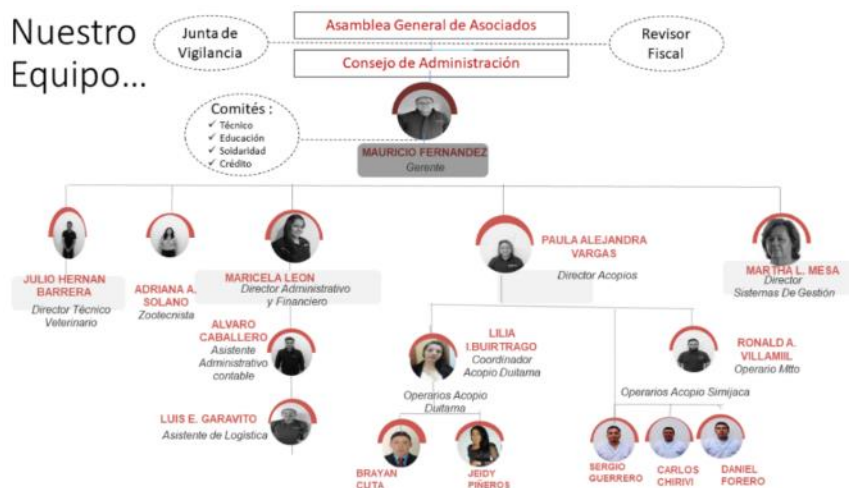 Nuestro
Equipo...
Junta de
Vigilancia
Asamblea General de Asociados
Consejo de Administración
Revisor
Fiscal
Comités :
✓ Técnico
✓ Educación
✓ Soldaridad
✓ Crédito
MAURICIO FERNANDEZ
Gerente
JULIO HERNAN
BARRERA
Director Técnico
Veterinario
ADRIANA A.
SOLANO
Zootecnista
MARICELA LEON
Director Administrativo
y Financiero
PAULA ALEJANDRA
VARGAS
Director Acopios
MARTHA L. MESA
Director
Sistemas De Gestión
ALVARO
CABALLERO
Asistente
Administrativo
contable
LUIS E. GARAVITO
Asistente de Logística
LILIA
I.BUIRTRAGO
Coordinador
Acopio Duitama
Operarios Acopio
Duitama
BRAYAN
CUTA
JEIDY
PIÑEROS
RONALD A.
VILLAMIIL
Operario Mtto
Operarios Acopio Simijaca
SERGIO
GUERRERO
CARLOS
CHIRIVI
DANIEL
FORERO